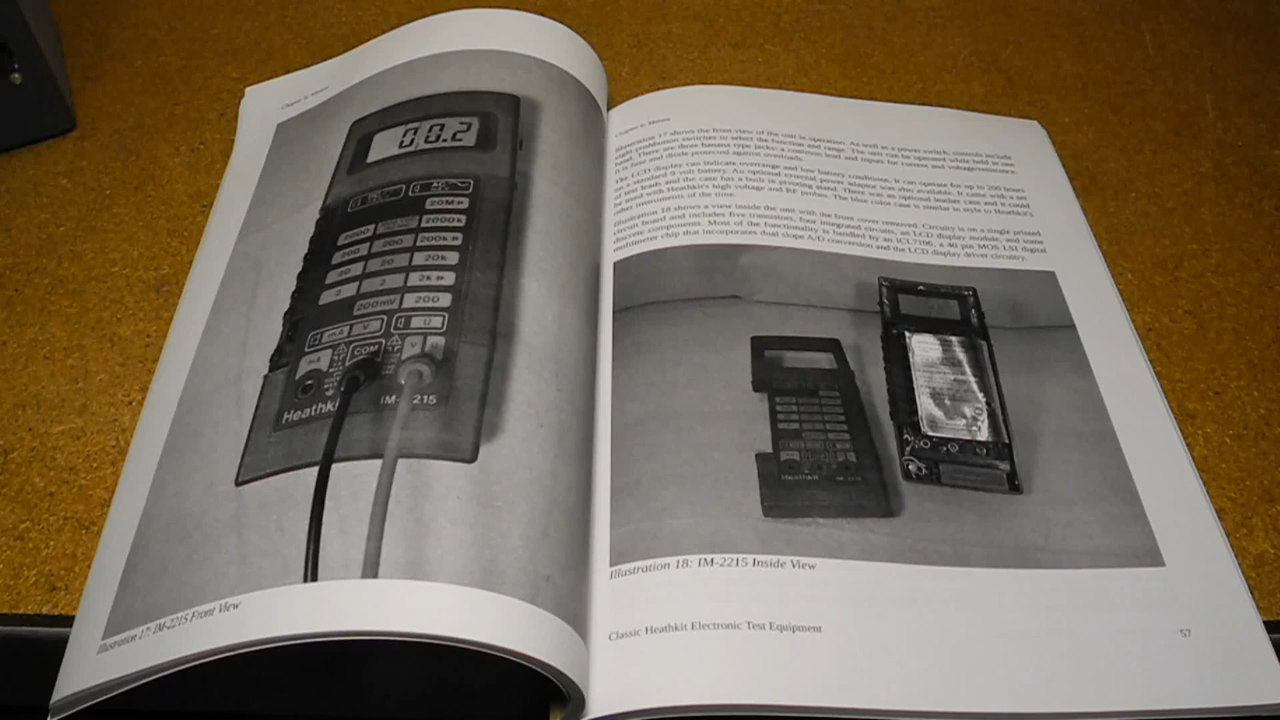 Chapter 6: Meters
00.2
DC
AC
20M
2000k
2000
200
200
200k
20
20
20k
2
2
2k
200mV
200
mA
V
Ω
mA
COM
V
Ω
Heathkit
IM-2215
Illustration 17: IM-2215 Front View
Chapter 6: Meters
Illustration 17 shows the front view of the unit in operation. As well as a power switch, controls include
eight pushbutton switches to select the function and range. The unit can be operated while held in one
hand. There are three banana type jacks: a common lead and inputs for current and voltage/resistance.
It is fuse and diode protected against overloads.
The LCD display can indicate overrange and low battery conditions. It can operate for up to 200 hours
on a standard 9 volt battery. An optional external power adaptor was also available. It came with a set
of test leads and the case has a built in pivoting stand. There was an optional leather case and it could
be used with Heathkit's high voltage and RF probes. The blue color case is similar in style to Heathkit's
other instruments of the time.
Illustration 18 shows a view inside the unit with the front cover removed. Circuitry is on a single printed
circuit board and includes five transistors, four integrated circuits, an LCD display module, and some
discrete components. Most of the functionality is handled by an ICL7106, a 40 pin MOS LSI digital
multimeter chip that incorporates dual slope A/D conversion and the LCD display driver circuitry.
Heathkit
Illustration 18: IM-2215 Inside View
Classic Heathkit Electronic Test Equipment
57